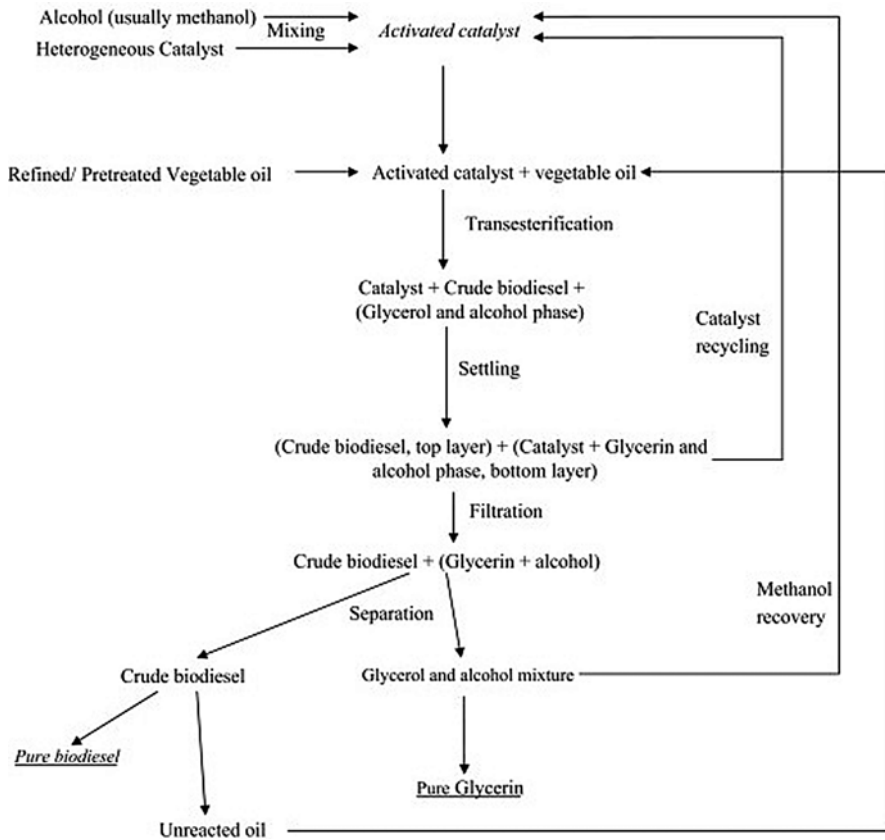 Alcohol (usually methanol)
Mixing
Activated catalyst
Heterogeneous Catalyst
Refined/ Pretreated Vegetable oil
Activated catalyst + vegetable oil
Transesterification
Catalyst + Crude biodiesel +
(Glycerol and alcohol phase)
Catalyst
recycling
Settling
(Crude biodiesel, top layer) + (Catalyst + Glycerin and
alcohol phase, bottom layer)
Filtration
Crude biodiesel + (Glycerin + alcohol)
Methanol
recovery
Separation
Crude biodiesel
Glycerol and alcohol mixture
Pure biodiesel
Pure Glycerin
Unreacted oil